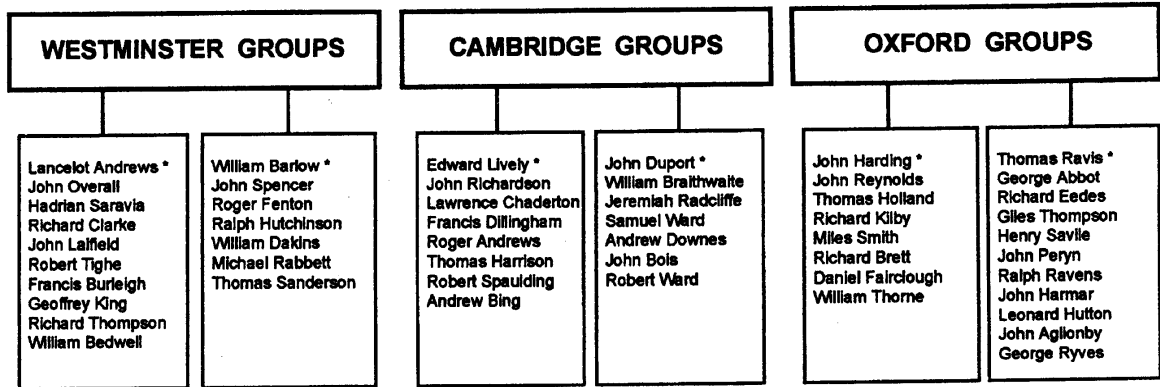 WESTMINSTER GROUPS
Lancelot Andrews *
John Overall
Hadrian Saravia
Richard Clarke
John Laifield
Robert Tighe
Francis Burleigh
Geoffrey King
Richard Thompson
William Bedwell
William Barlow *
John Spencer
Roger Fenton
Ralph Hutchinson
William Dakins
Michael Rabbett
Thomas Sanderson
CAMBRIDGE GROUPS
Edward Lively *
John Richardson
Lawrence Chaderton
Francis Dillingham
Roger Andrews
Thomas Harrison
Robert Spaulding
Andrew Bing
John Duport *
William Braithwaite
Jeremiah Radcliffe
Samuel Ward
Andrew Downes
John Bois
Robert Ward
OXFORD GROUPS
John Harding *
John Reynolds
Thomas Holland
Richard Kilby
Miles Smith
Richard Brett
Daniel Fairclough
William Thorne
Thomas Ravis *
George Abbot
Richard Eedes
Giles Thompson
Henry Savile
John Peryn
Ralph Ravens
John Harmar
Leonard Hutton
John Aglionby
George Ryves